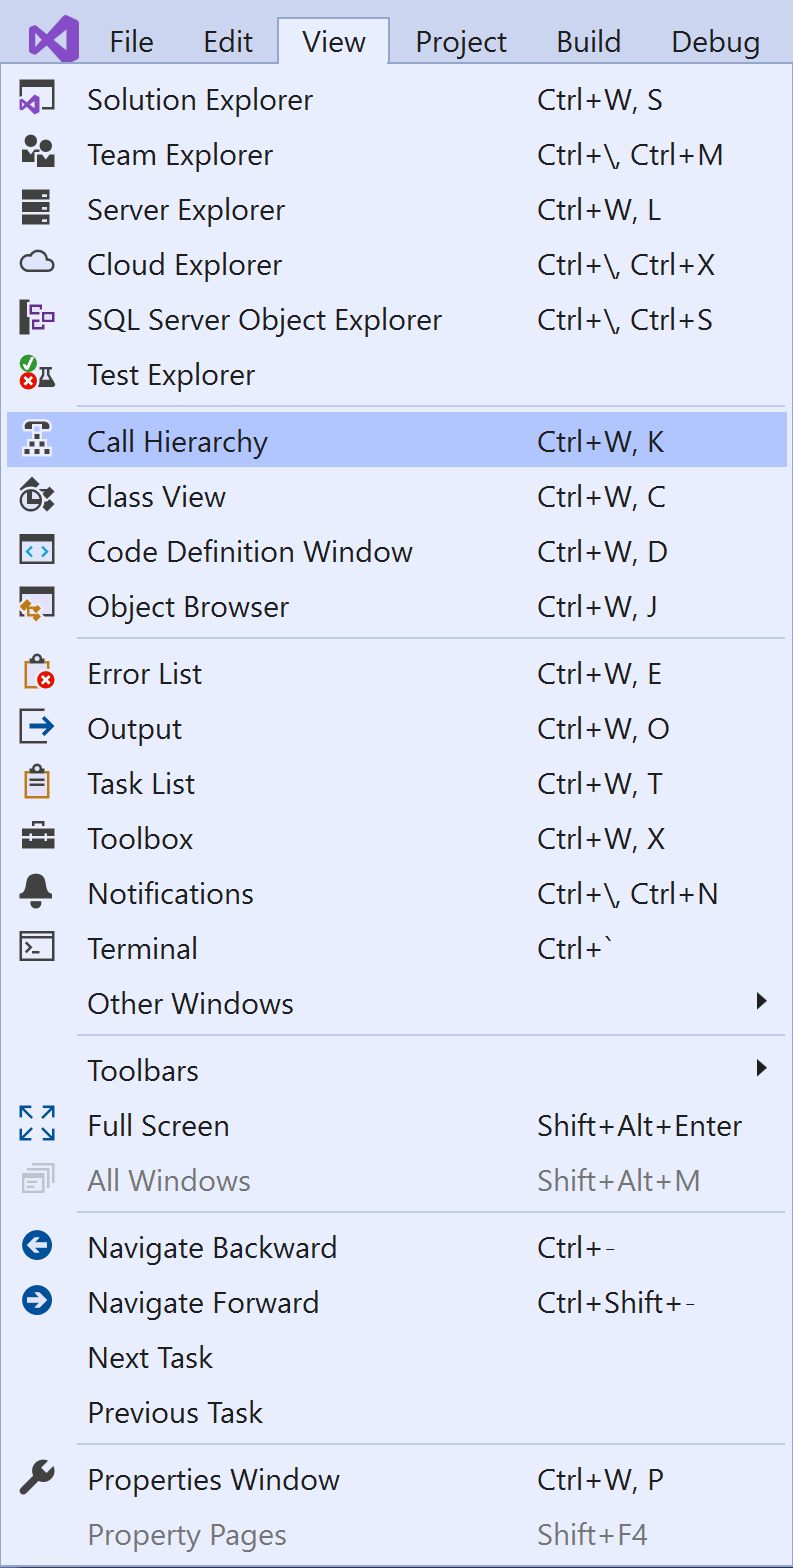 File Edit View Project Build Debug
Solution Explorer Ctrl+W, S
Team Explorer Ctrl+\, Ctrl+M
Server Explorer Ctrl+W, L
Cloud Explorer Ctrl+\, Ctrl+X
SQL Server Object Explorer Ctrl+\, Ctrl+S
Test Explorer
Call Hierarchy Ctrl+W, K
Class View Ctrl+W, C
Code Definition Window Ctrl+W, D
Object Browser Ctrl+W, J
Error List Ctrl+W, E
Output Ctrl+W, O
Task List Ctrl+W, T
Toolbox Ctrl+W, X
Notifications Ctrl+\, Ctrl+N
Terminal Ctrl+`
Other Windows
Toolbars
Full Screen Shift+Alt+Enter
All Windows Shift+Alt+M
Navigate Backward Ctrl+-
Navigate Forward Ctrl+Shift+-
Next Task
Previous Task
Properties Window Ctrl+W, P
Property Pages Shift+F4